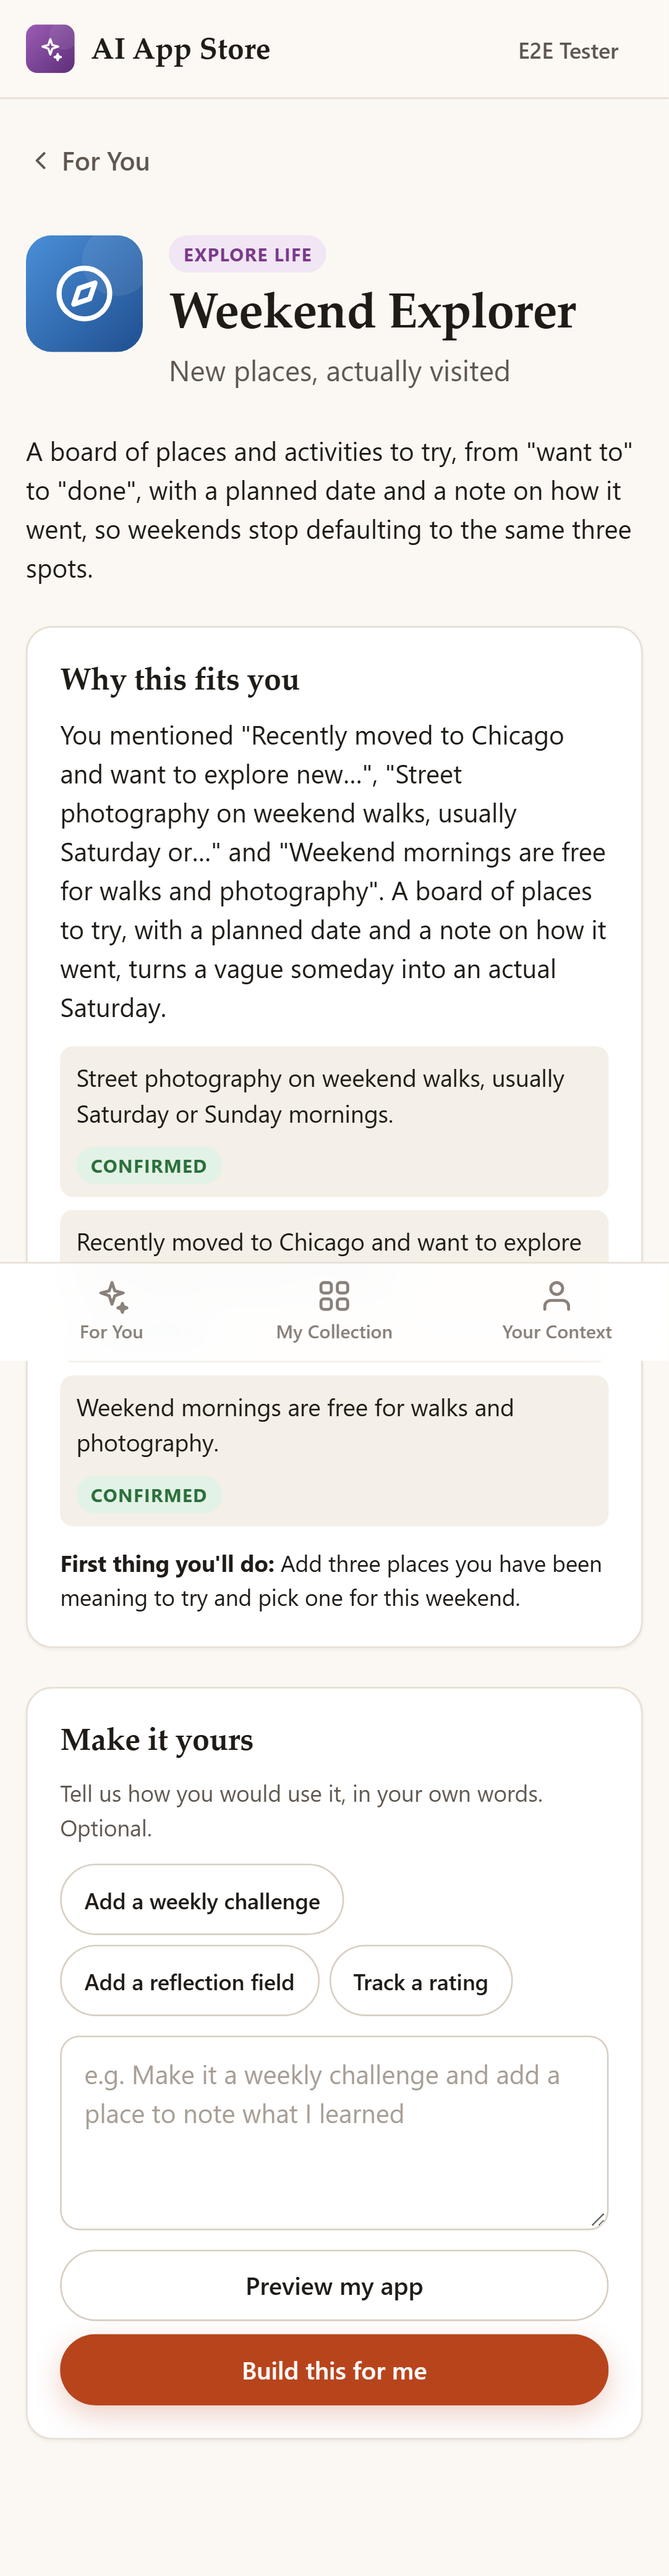 AI App Store
E2E Tester
For You
EXPLORE LIFE
Weekend Explorer
New places, actually visited
A board of places and activities to try, from "want to"
to "done", with a planned date and a note on how it
went, so weekends stop defaulting to the same three
spots.
Why this fits you
You mentioned "Recently moved to Chicago
and want to explore new…", "Street
photography on weekend walks, usually
Saturday or…" and "Weekend mornings are free
for walks and photography". A board of places
to try, with a planned date and a note on how it
went, turns a vague someday into an actual
Saturday.
Street photography on weekend walks, usually
Saturday or Sunday mornings.
CONFIRMED
Recently moved to Chicago and want to explore
For You
My Collection
Your Context
Weekend mornings are free for walks and
photography.
CONFIRMED
First thing you'll do: Add three places you have been
meaning to try and pick one for this weekend.
Make it yours
Tell us how you would use it, in your own words.
Optional.
Add a weekly challenge
Add a reflection field
Track a rating
e.g. Make it a weekly challenge and add a
place to note what I learned
Preview my app
Build this for me